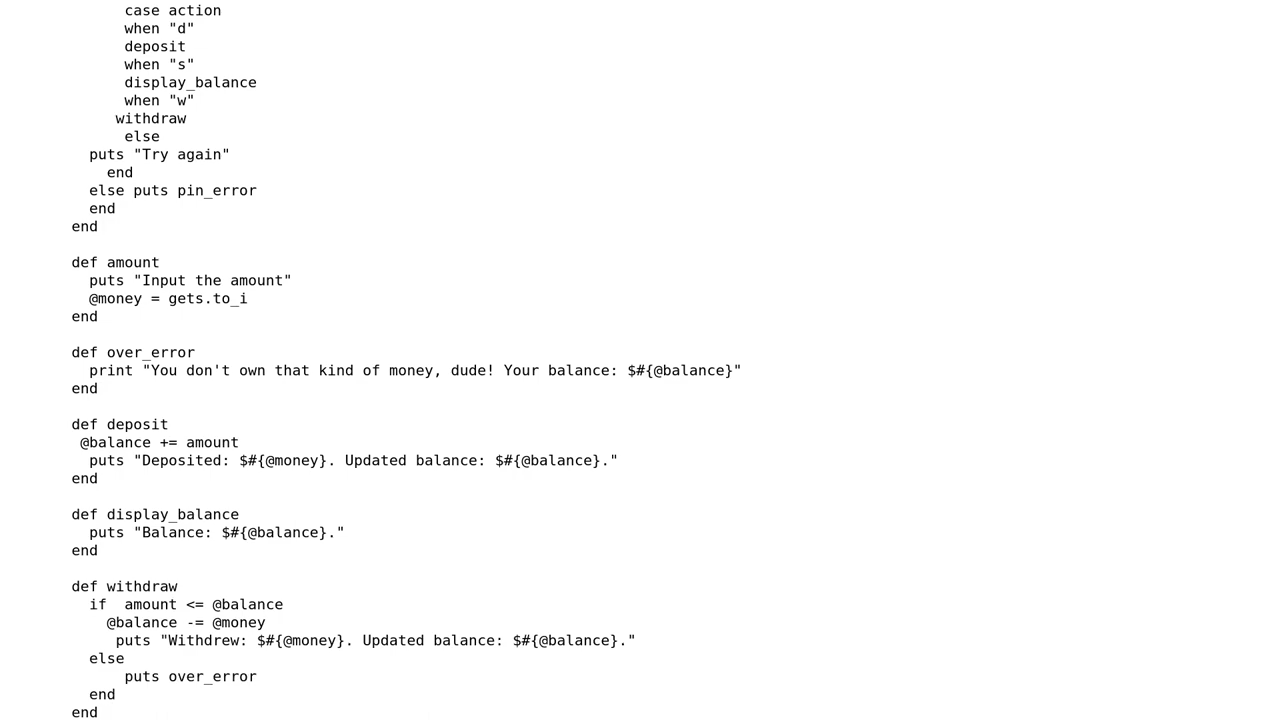 case action
when "d"
deposit
when "s"
display_balance
when "w"
withdraw
else
puts "Try again"
end
else puts pin_error
end
end
def amount
puts "Input the amount"
@money = gets.to_i
end
def over_error
print "You don't own that kind of money, dude! Your balance: $#{@balance}"
end
def deposit
@balance += amount
puts "Deposited: $#{@money}. Updated balance: $#{@balance}."
end
def display_balance
puts "Balance: $#{@balance}."
end
def withdraw
if  amount <= @balance
@balance -= @money
puts "Withdrew: $#{@money}. Updated balance: $#{@balance}."
else
puts over_error
end
end